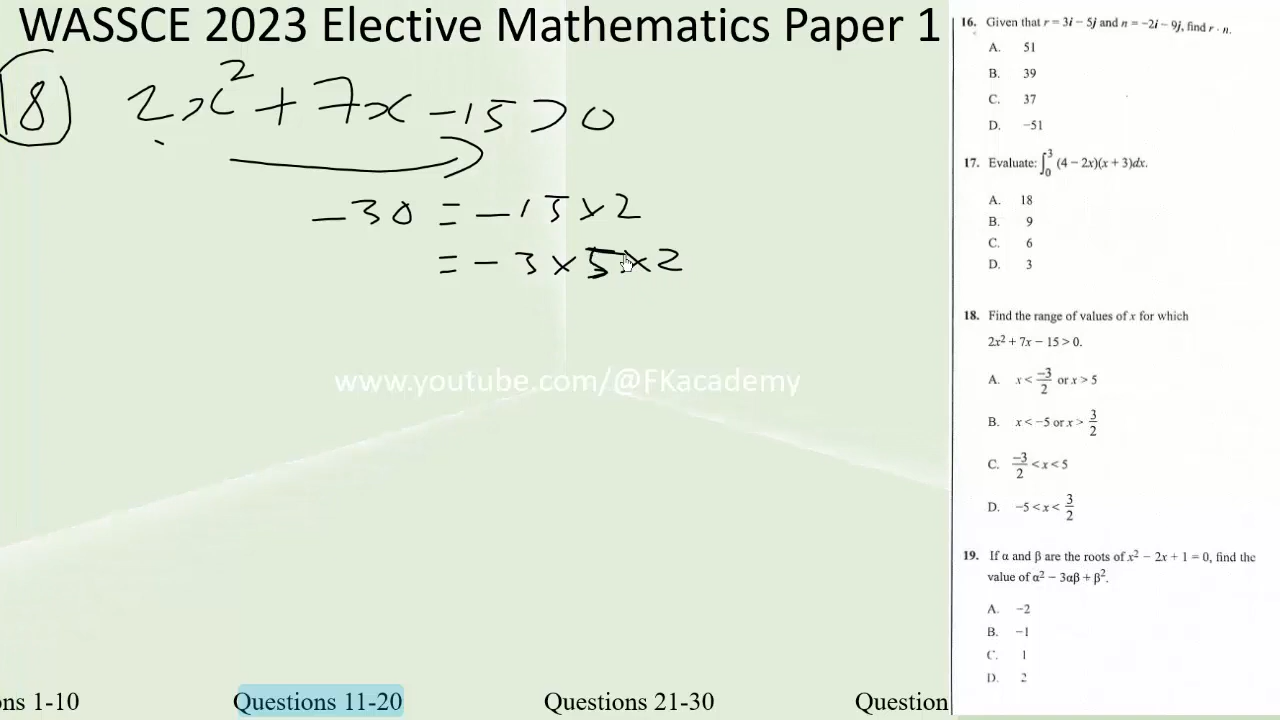 WASSCE 2023 Elective Mathematics Paper 1
18) 2x² + 7x - 15 > 0
-30 = -15 × 2
= -3 × 5 × 2
www.youtube.com/@FKacademy
16. Given that r = 3i − 5j and n = −2i − 9j, find r · n.
A. 51
B. 39
C. 37
D. −51
17. Evaluate: ∫₀³ (4 − 2x)(x + 3)dx.
A. 18
B. 9
C. 6
D. 3
18. Find the range of values of x for which
2x² + 7x − 15 > 0.
A. x < −3/2 or x > 5
B. x < −5 or x > 3/2
C. −3/2 < x < 5
D. −5 < x < 3/2
19. If α and β are the roots of x² − 2x + 1 = 0, find the
value of α² − 3αβ + β².
A. −2
B. −1
C. 1
D. 2
ns 1-10
Questions 11-20
Questions 21-30
Question